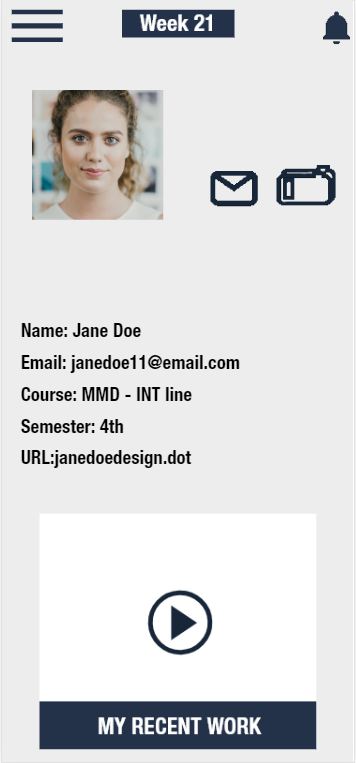 Week 21
Name: Jane Doe
Email: janedoe11@email.com
Course: MMD - INT line
Semester: 4th
URL:janedoedesign.dot
MY RECENT WORK